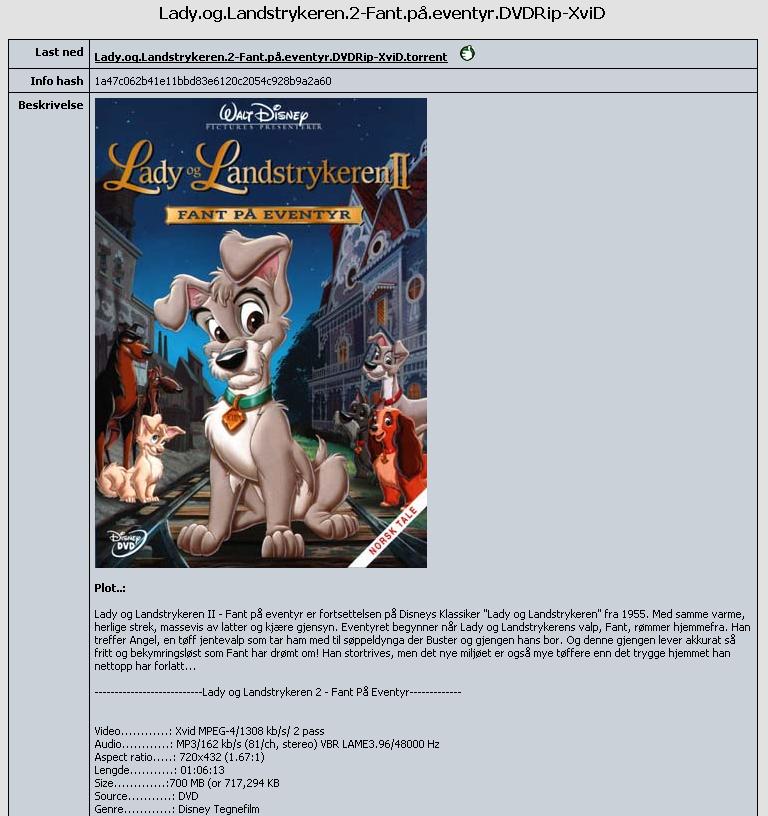 Lady.og.Landstrykeren.2-Fant.på.eventyr.DVDRip-XviD
Last ned
Lady.og.Landstrykeren.2-Fant.på.eventyr.DVDRip-XviD.torrent
Info hash
1a47c062b41e11bbd83e6120c2054c928b9a2a60
Beskrivelse
WALT DISNEY
PICTURES PRESENTERER
Lady og Landstrykeren II
FANT PÅ EVENTYR
DISNEY DVD
NORSK TALE
Plot..:
Lady og Landstrykeren II - Fant på eventyr er fortsettelsen på Disneys Klassiker "Lady og Landstrykeren" fra 1955. Med samme varme,
herlige strek, massevis av latter og kjære gjensyn. Eventyret begynner når Lady og Landstrykerens valp, Fant, rømmer hjemmefra. Han
treffer Angel, en tøff jentevalp som tar ham med til søppeldynga der Buster og gjengen hans bor. Og denne gjengen lever akkurat så
fritt og bekymringsløst som Fant har drømt om! Han stortrives, men det nye miljøet er også mye tøffere enn det trygge hjemmet han
nettopp har forlatt...
---------------------------Lady og Landstrykeren 2 - Fant På Eventyr-------------
Video............: Xvid MPEG-4/1308 kb/s/ 2 pass
Audio............: MP3/162 kb/s (81/ch, stereo) VBR LAME3.96/48000 Hz
Aspect ratio.....: 720x432 (1.67:1)
Lengde...........: 01:06:13
Size.............:700 MB (or 717,294 KB
Source...........: DVD
Genre............: Disney Tegnefilm